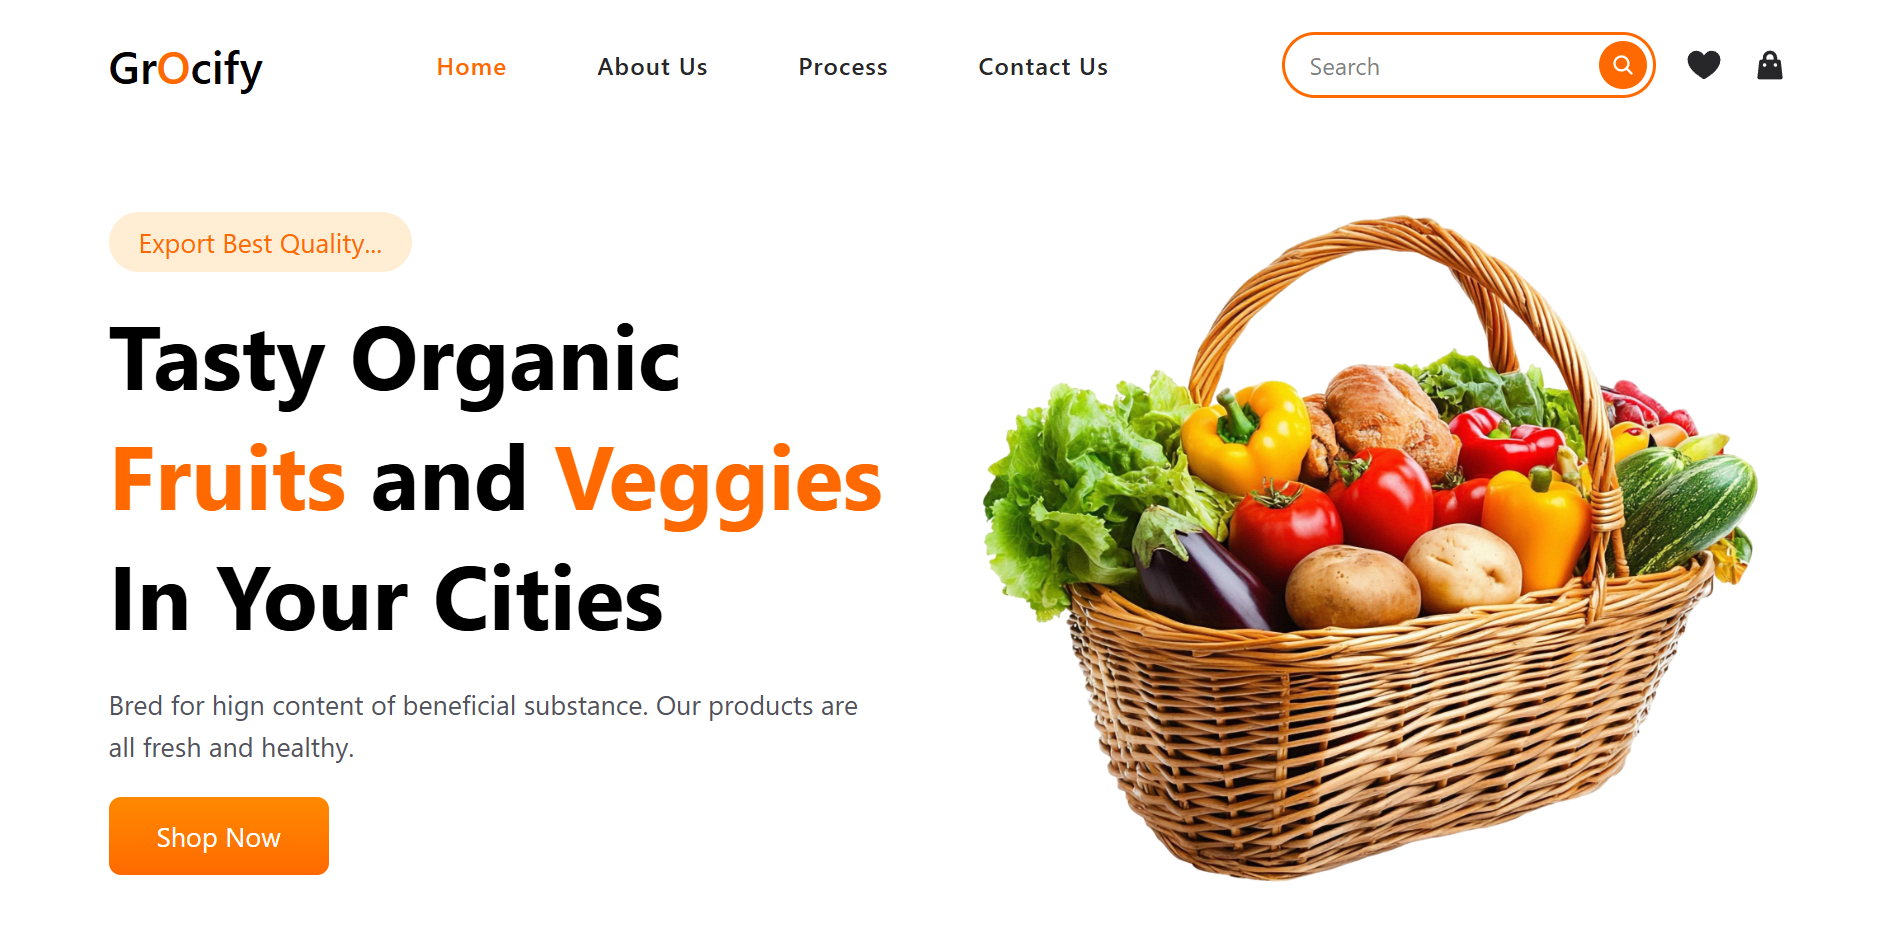 GrOcify
Home
About Us
Process
Contact Us
Search
Export Best Quality...
Tasty Organic
Fruits and Veggies
In Your Cities
Bred for hign content of beneficial substance. Our products are
all fresh and healthy.
Shop Now